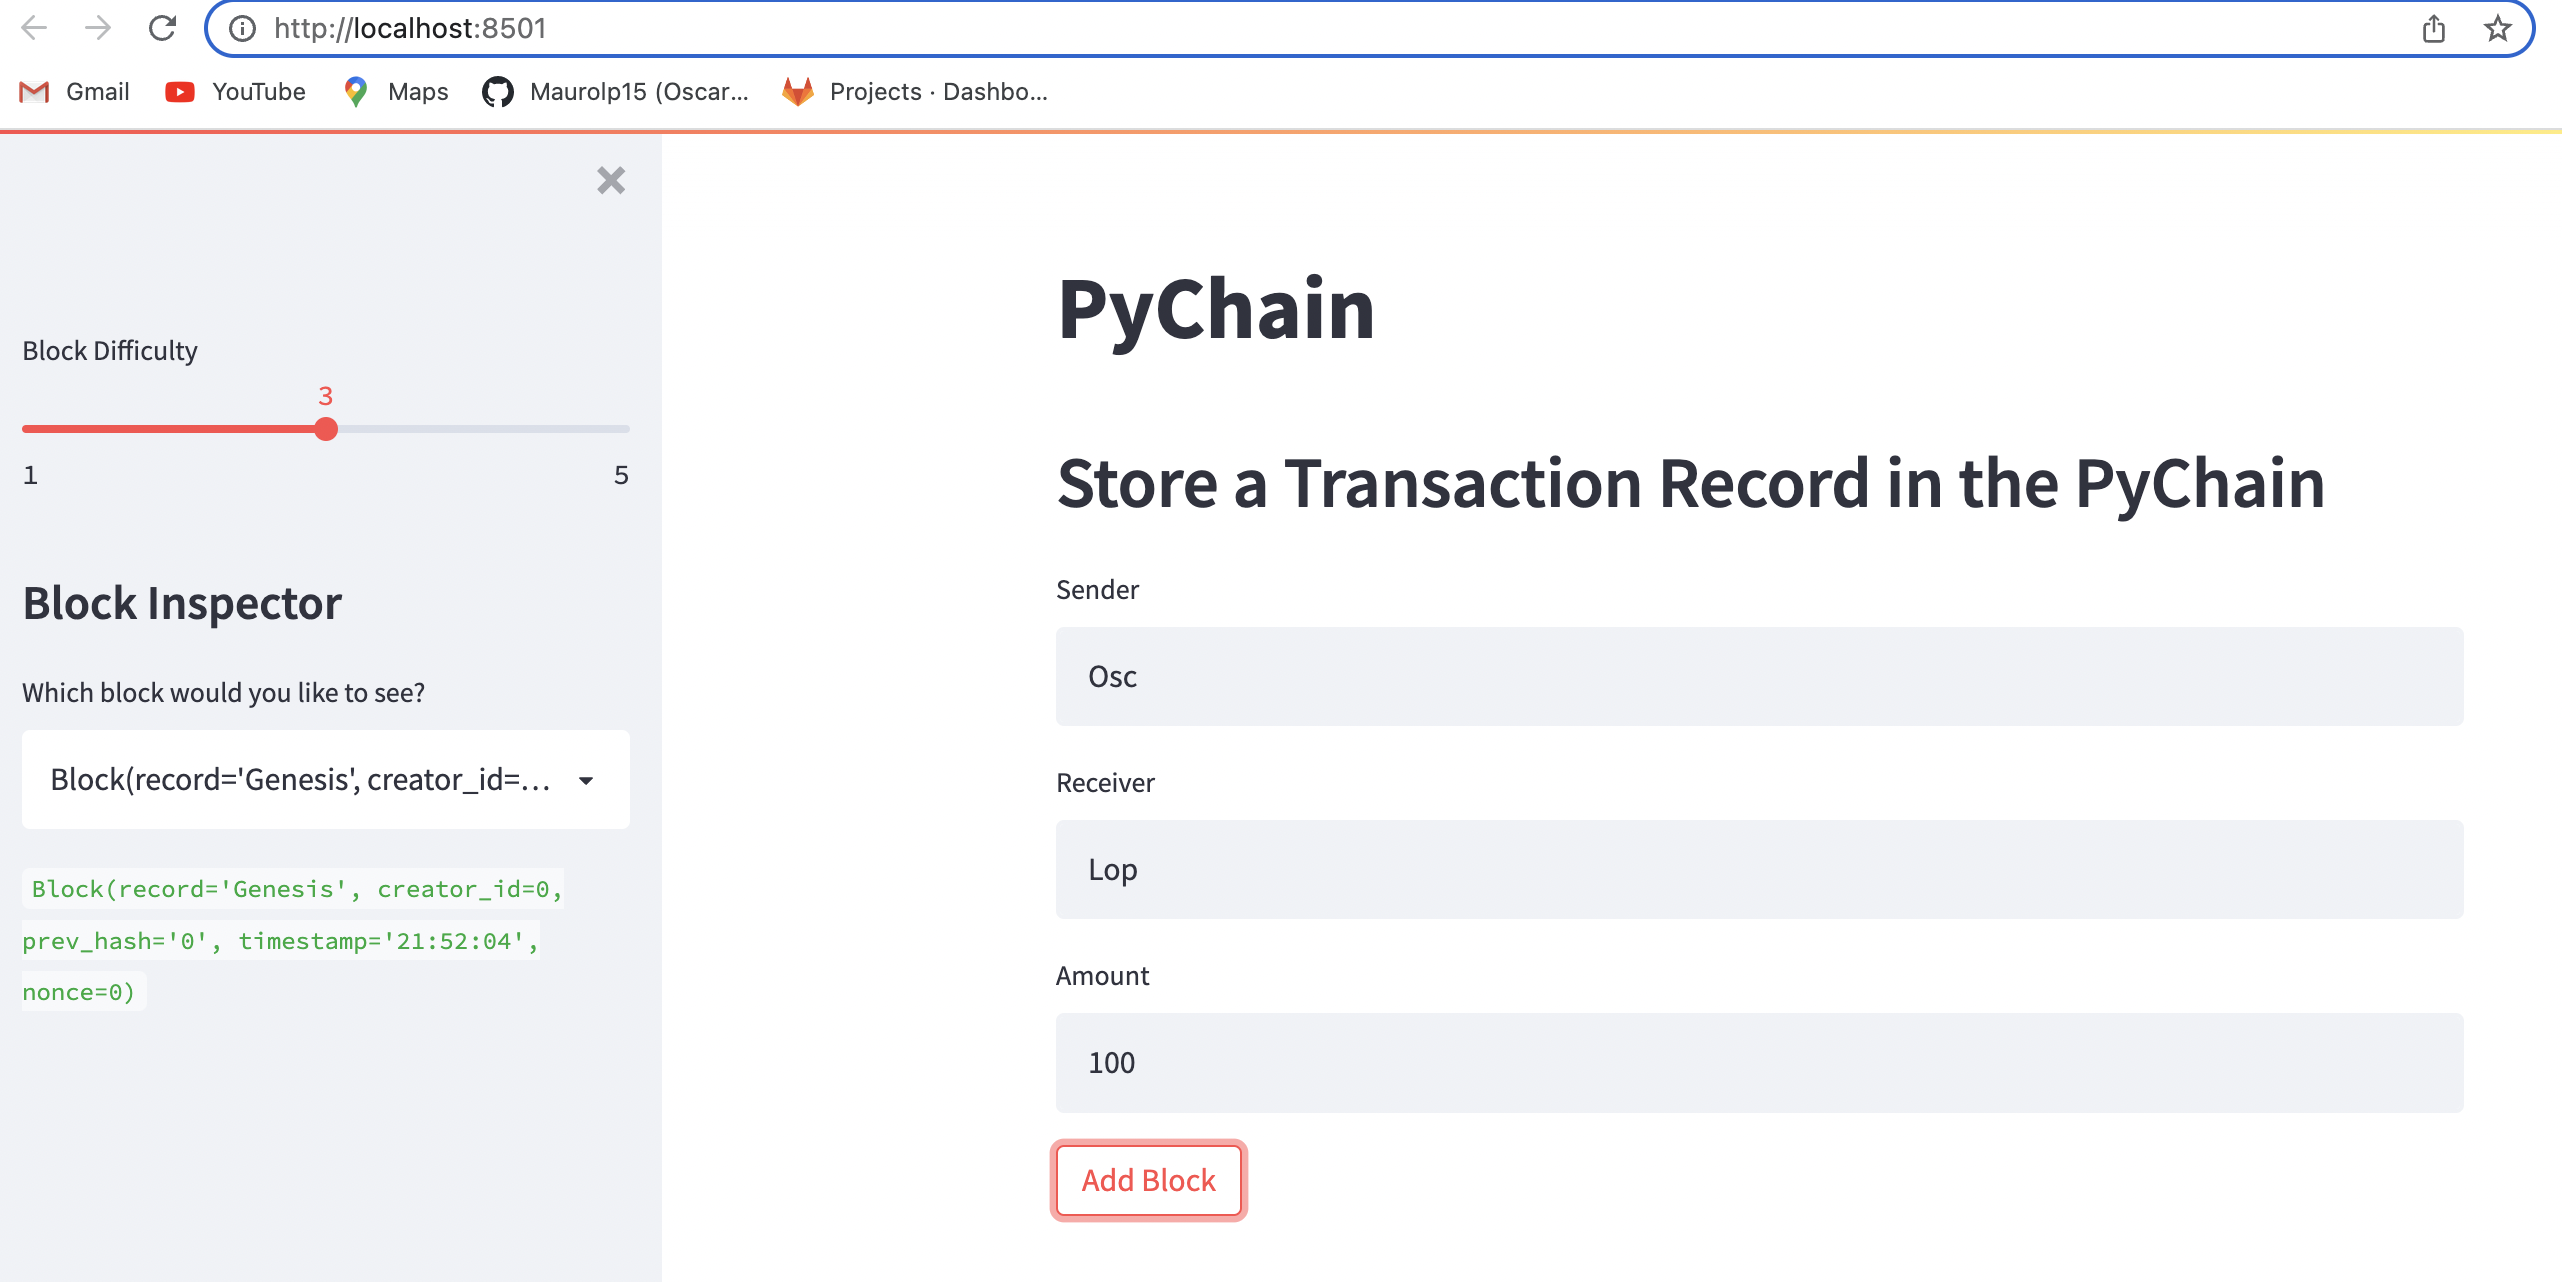 http://localhost:8501
Gmail YouTube Maps Maurolp15 (Oscar... Projects · Dashbo...
Block Difficulty
3
1 5
Block Inspector
Which block would you like to see?
Block(record='Genesis', creator_id=...
Block(record='Genesis', creator_id=0,
prev_hash='0', timestamp='21:52:04',
nonce=0)
PyChain
Store a Transaction Record in the PyChain
Sender
Osc
Receiver
Lop
Amount
100
Add Block